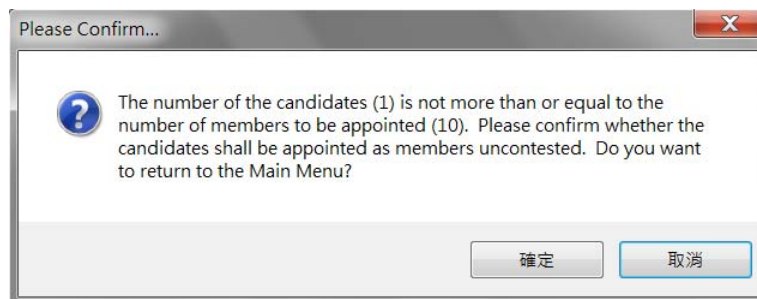 Please Confirm...
The number of the candidates (1) is not more than or equal to the
number of members to be appointed (10).  Please confirm whether the
candidates shall be appointed as members uncontested.  Do you want
to return to the Main Menu?
確定
取消